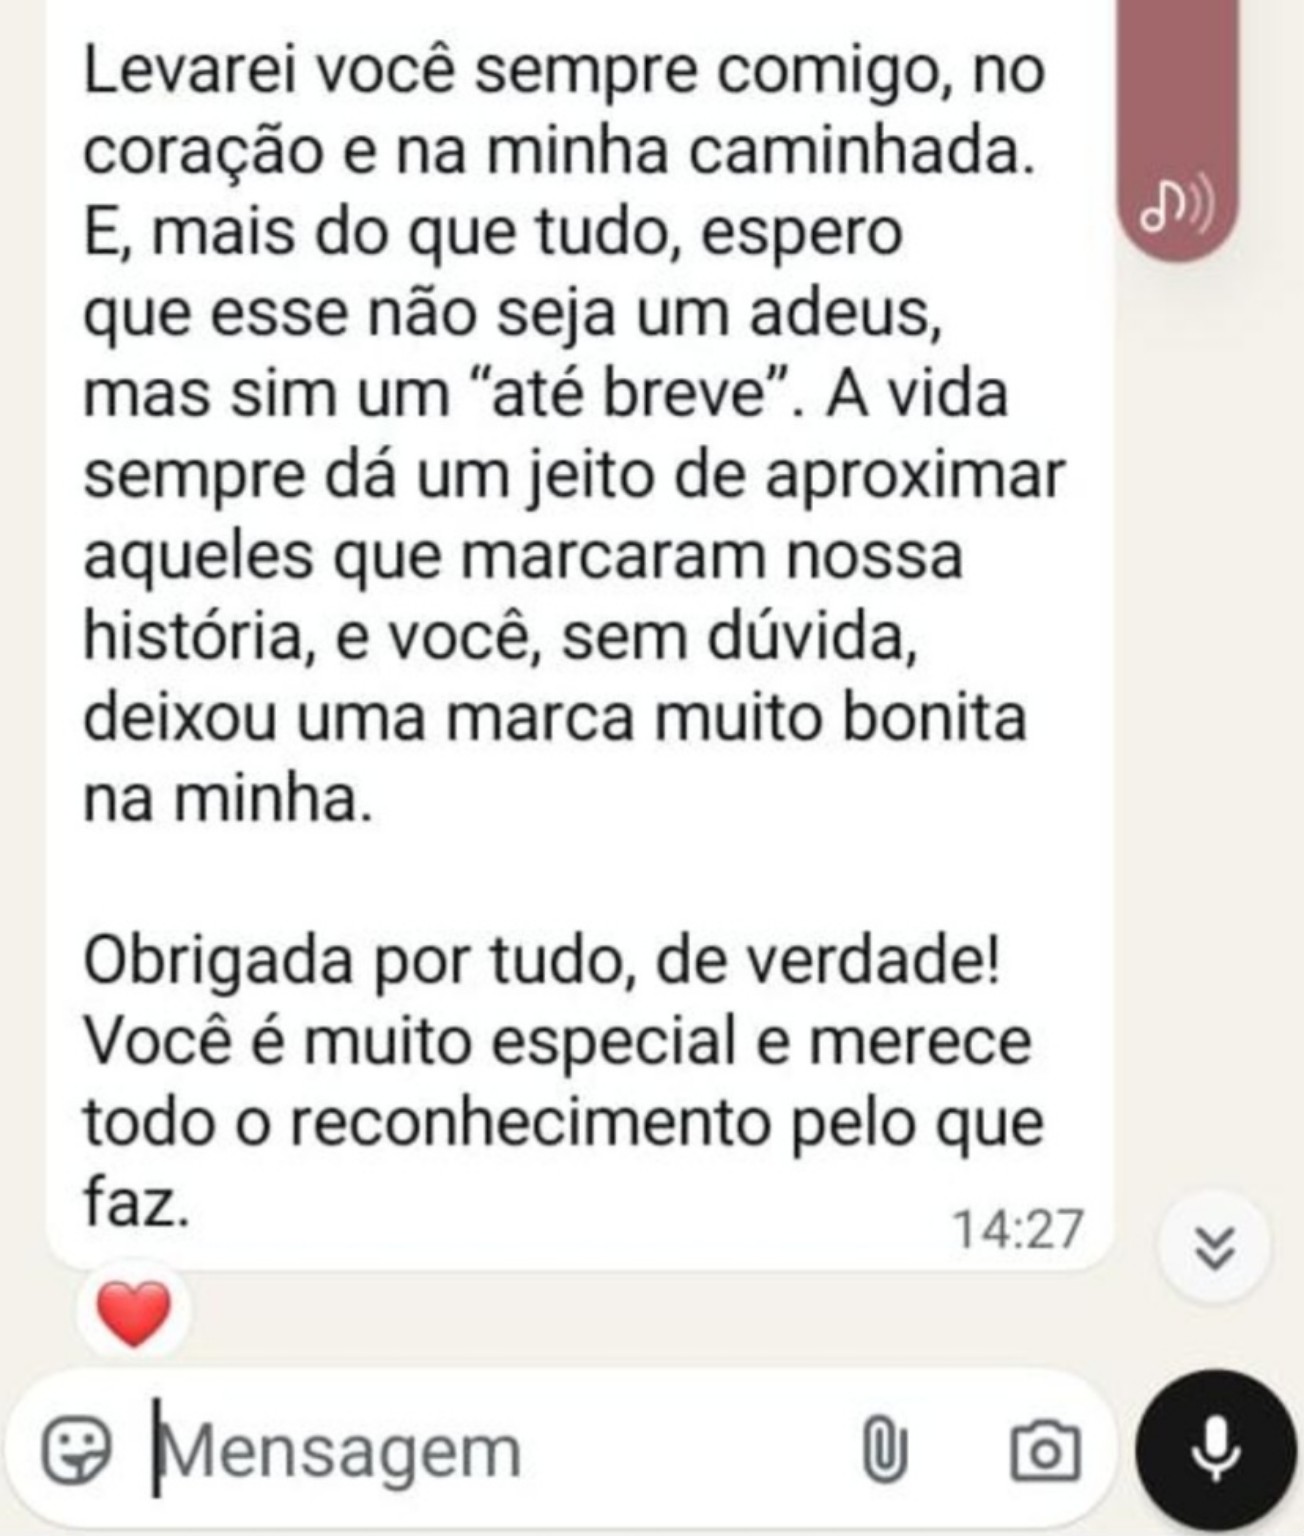 Levarei você sempre comigo, no
coração e na minha caminhada.
E, mais do que tudo, espero
que esse não seja um adeus,
mas sim um “até breve”. A vida
sempre dá um jeito de aproximar
aqueles que marcaram nossa
história, e você, sem dúvida,
deixou uma marca muito bonita
na minha.
Obrigada por tudo, de verdade!
Você é muito especial e merece
todo o reconhecimento pelo que
faz.
14:27
Mensagem